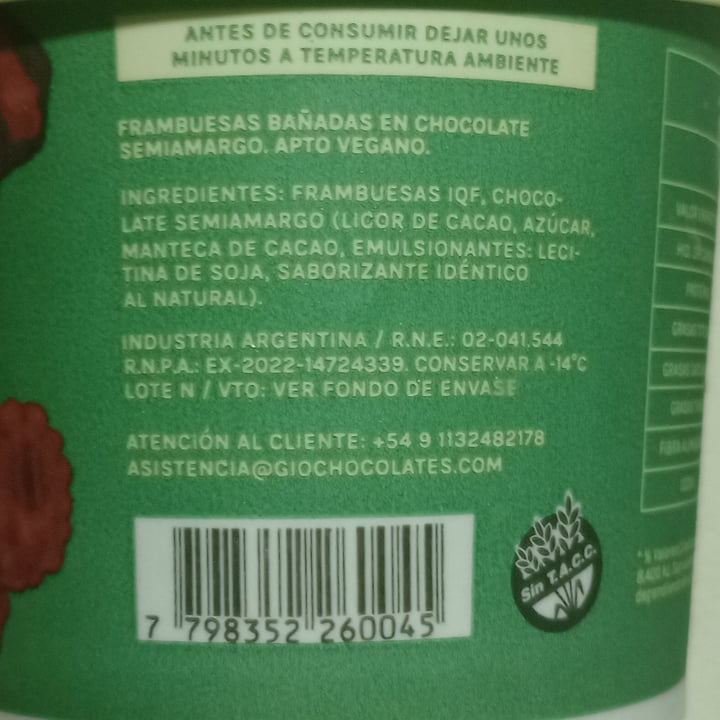 ANTES DE CONSUMIR DEJAR UNOS
MINUTOS A TEMPERATURA AMBIENTE
FRAMBUESAS BAÑADAS EN CHOCOLATE
SEMIAMARGO. APTO VEGANO.
INGREDIENTES: FRAMBUESAS IQF, CHOCO-
LATE SEMIAMARGO (LICOR DE CACAO, AZÚCAR,
MANTECA DE CACAO, EMULSIONANTES: LECI-
TINA DE SOJA, SABORIZANTE IDÉNTICO
AL NATURAL).
INDUSTRIA ARGENTINA / R.N.E.: 02-041.544
R.N.P.A.: EX-2022-14724339. CONSERVAR A -14°C
LOTE N / VTO: VER FONDO DE ENVASE
ATENCIÓN AL CLIENTE: +54 9 1132482178
ASISTENCIA@GIOCHOCOLATES.COM
7 798352 260045
Sin T.A.C.C.